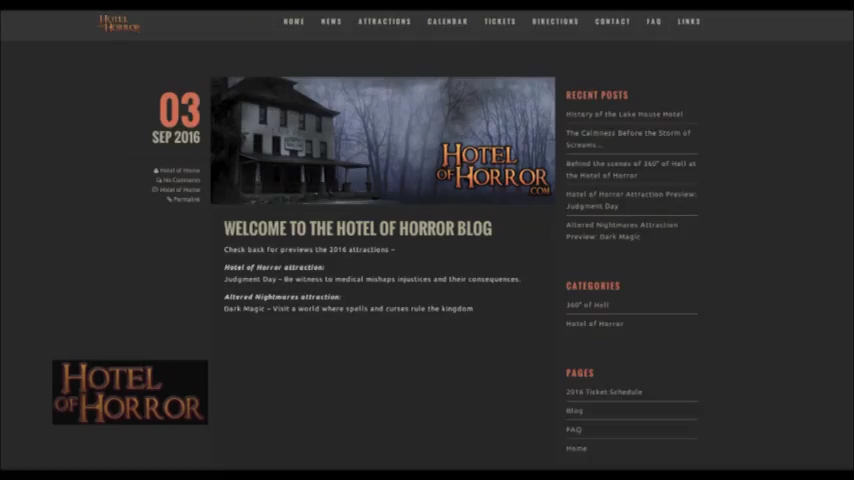 HOTEL
OF HORROR
HOME NEWS ATTRACTIONS CALENDAR TICKETS DIRECTIONS CONTACT FAQ LINKS
03
SEP 2016
Hotel of Horror
No Comments
Hotel of Horror
Permalink
HOTEL
OF HORROR
.COM
WELCOME TO THE HOTEL OF HORROR BLOG
Check back for previews the 2016 attractions –
Hotel of Horror attraction:
Judgment Day – Be witness to medical mishaps injustices and their consequences.
Altered Nightmares attraction:
Dark Magic – Visit a world where spells and curses rule the kingdom
RECENT POSTS
History of the Lake House Hotel
The Calmness Before the Storm of
Screams...
Behind the scenes of 360° of Hell at
the Hotel of Horror
Hotel of Horror Attraction Preview:
Judgment Day
Altered Nightmares Attraction
Preview: Dark Magic
CATEGORIES
360° of Hell
Hotel of Horror
PAGES
2016 Ticket Schedule
Blog
FAQ
Home
HOTEL
OF HORROR